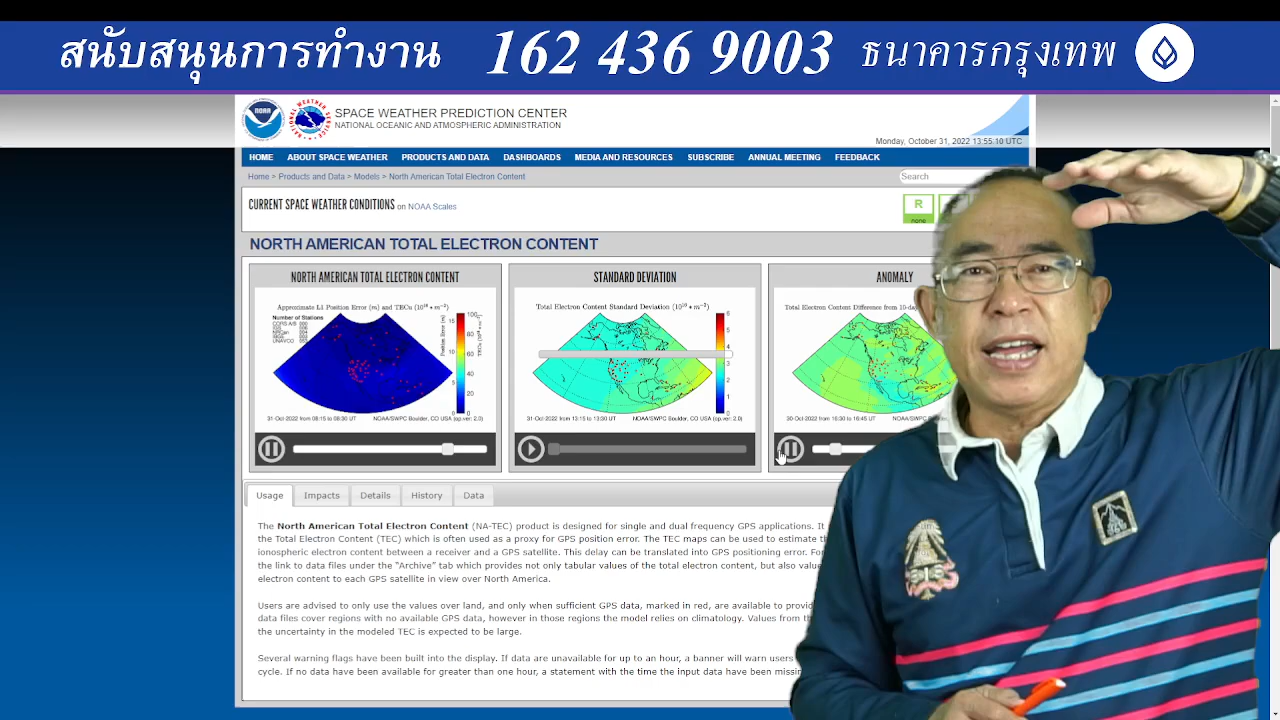 สนับสนุนการทำงาน 162 436 9003 ธนาคารกรุงเทพ
SPACE WEATHER PREDICTION CENTER
NATIONAL OCEANIC AND ATMOSPHERIC ADMINISTRATION
Monday, October 31, 2022 13:55:10 UTC
HOME ABOUT SPACE WEATHER PRODUCTS AND DATA DASHBOARDS MEDIA AND RESOURCES SUBSCRIBE ANNUAL MEETING FEEDBACK
Home > Products and Data > Models > North American Total Electron Content
Search
CURRENT SPACE WEATHER CONDITIONS on NOAA Scales
R
none
NORTH AMERICAN TOTAL ELECTRON CONTENT
NORTH AMERICAN TOTAL ELECTRON CONTENT
Approximate L1 Position Error (m) and TECu (10¹⁶ * m⁻²)
Number of Stations
31-Oct-2022 from 08:15 to 08:30 UT NOAA/SWPC Boulder, CO USA (op.ver: 2.0)
STANDARD DEVIATION
Total Electron Content Standard Deviation (10¹⁶ * m⁻²)
31-Oct-2022 from 13:15 to 13:30 UT NOAA/SWPC Boulder, CO USA (op.ver: 2.0)
ANOMALY
Total Electron Content Difference from 10-d
30-Oct-2022 from 16:30 to 16:45 UT NOAA/SWPC Bou
Usage Impacts Details History Data
The North American Total Electron Content (NA-TEC) product is designed for single and dual frequency GPS applications. It
the Total Electron Content (TEC) which is often used as a proxy for GPS position error. The TEC maps can be used to estimate th
ionospheric electron content between a receiver and a GPS satellite. This delay can be translated into GPS positioning error. For
the link to data files under the “Archive” tab which provides not only tabular values of the total electron content, but also value
electron content to each GPS satellite in view over North America.
Users are advised to only use the values over land, and only when sufficient GPS data, marked in red, are available to provid
data files cover regions with no available GPS data, however in those regions the model relies on climatology. Values from th
the uncertainty in the modeled TEC is expected to be large.
Several warning flags have been built into the display. If data are unavailable for up to an hour, a banner will warn users
cycle. If no data have been available for greater than one hour, a statement with the time the input data have been missin